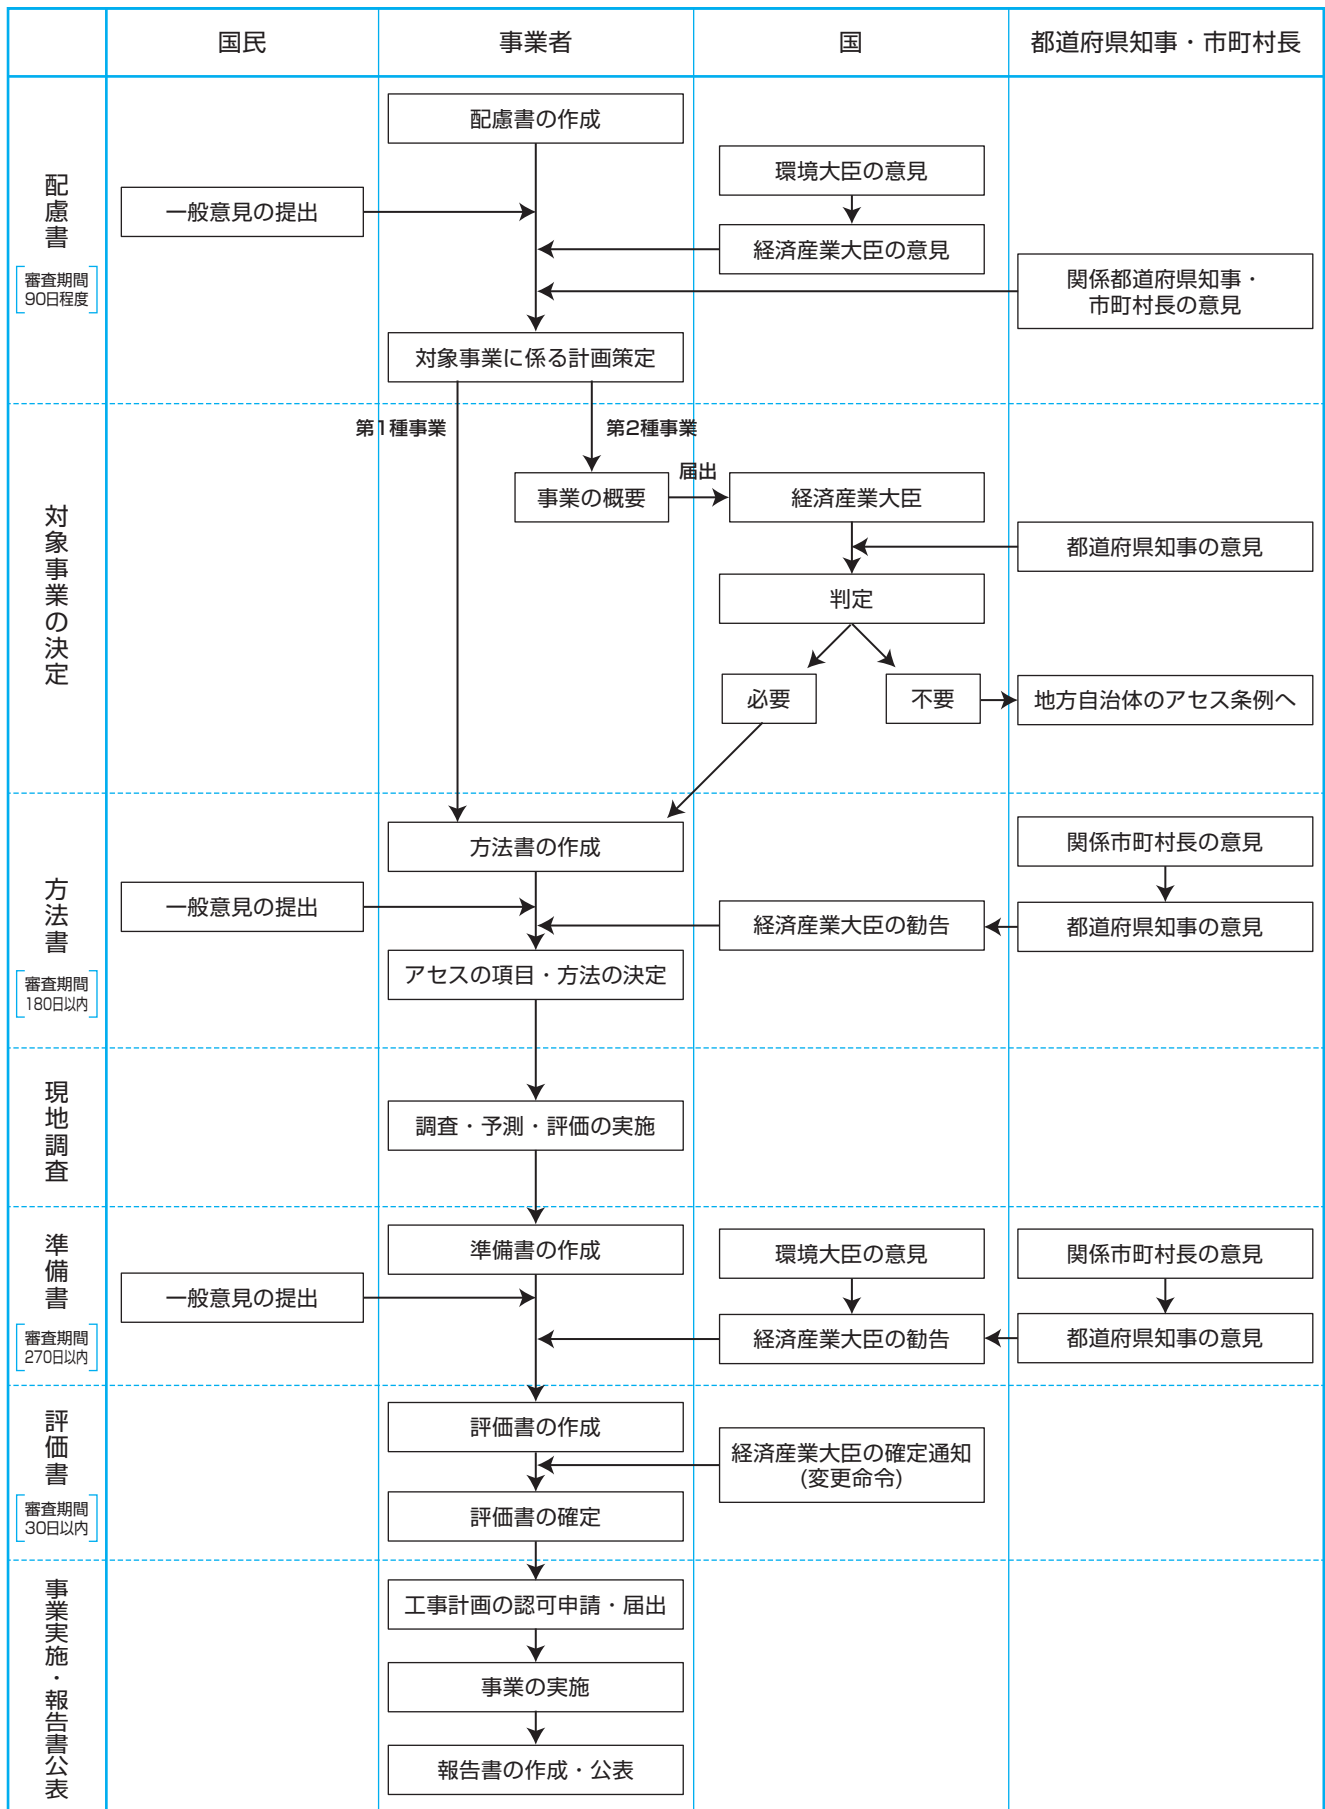 国民
事業者
国
都道府県知事・市町村長
配慮書
審査期間
90日程度
配慮書の作成
環境大臣の意見
一般意見の提出
経済産業大臣の意見
関係都道府県知事・
市町村長の意見
対象事業に係る計画策定
対象事業の決定
第1種事業
第2種事業
事業の概要
届出
経済産業大臣
都道府県知事の意見
判定
必要
不要
地方自治体のアセス条例へ
方法書
審査期間
180日以内
方法書の作成
関係市町村長の意見
一般意見の提出
経済産業大臣の勧告
都道府県知事の意見
アセスの項目・方法の決定
現地調査
調査・予測・評価の実施
準備書
審査期間
270日以内
準備書の作成
環境大臣の意見
関係市町村長の意見
一般意見の提出
経済産業大臣の勧告
都道府県知事の意見
評価書
審査期間
30日以内
評価書の作成
経済産業大臣の確定通知
(変更命令)
評価書の確定
事業実施・報告書公表
工事計画の認可申請・届出
事業の実施
報告書の作成・公表